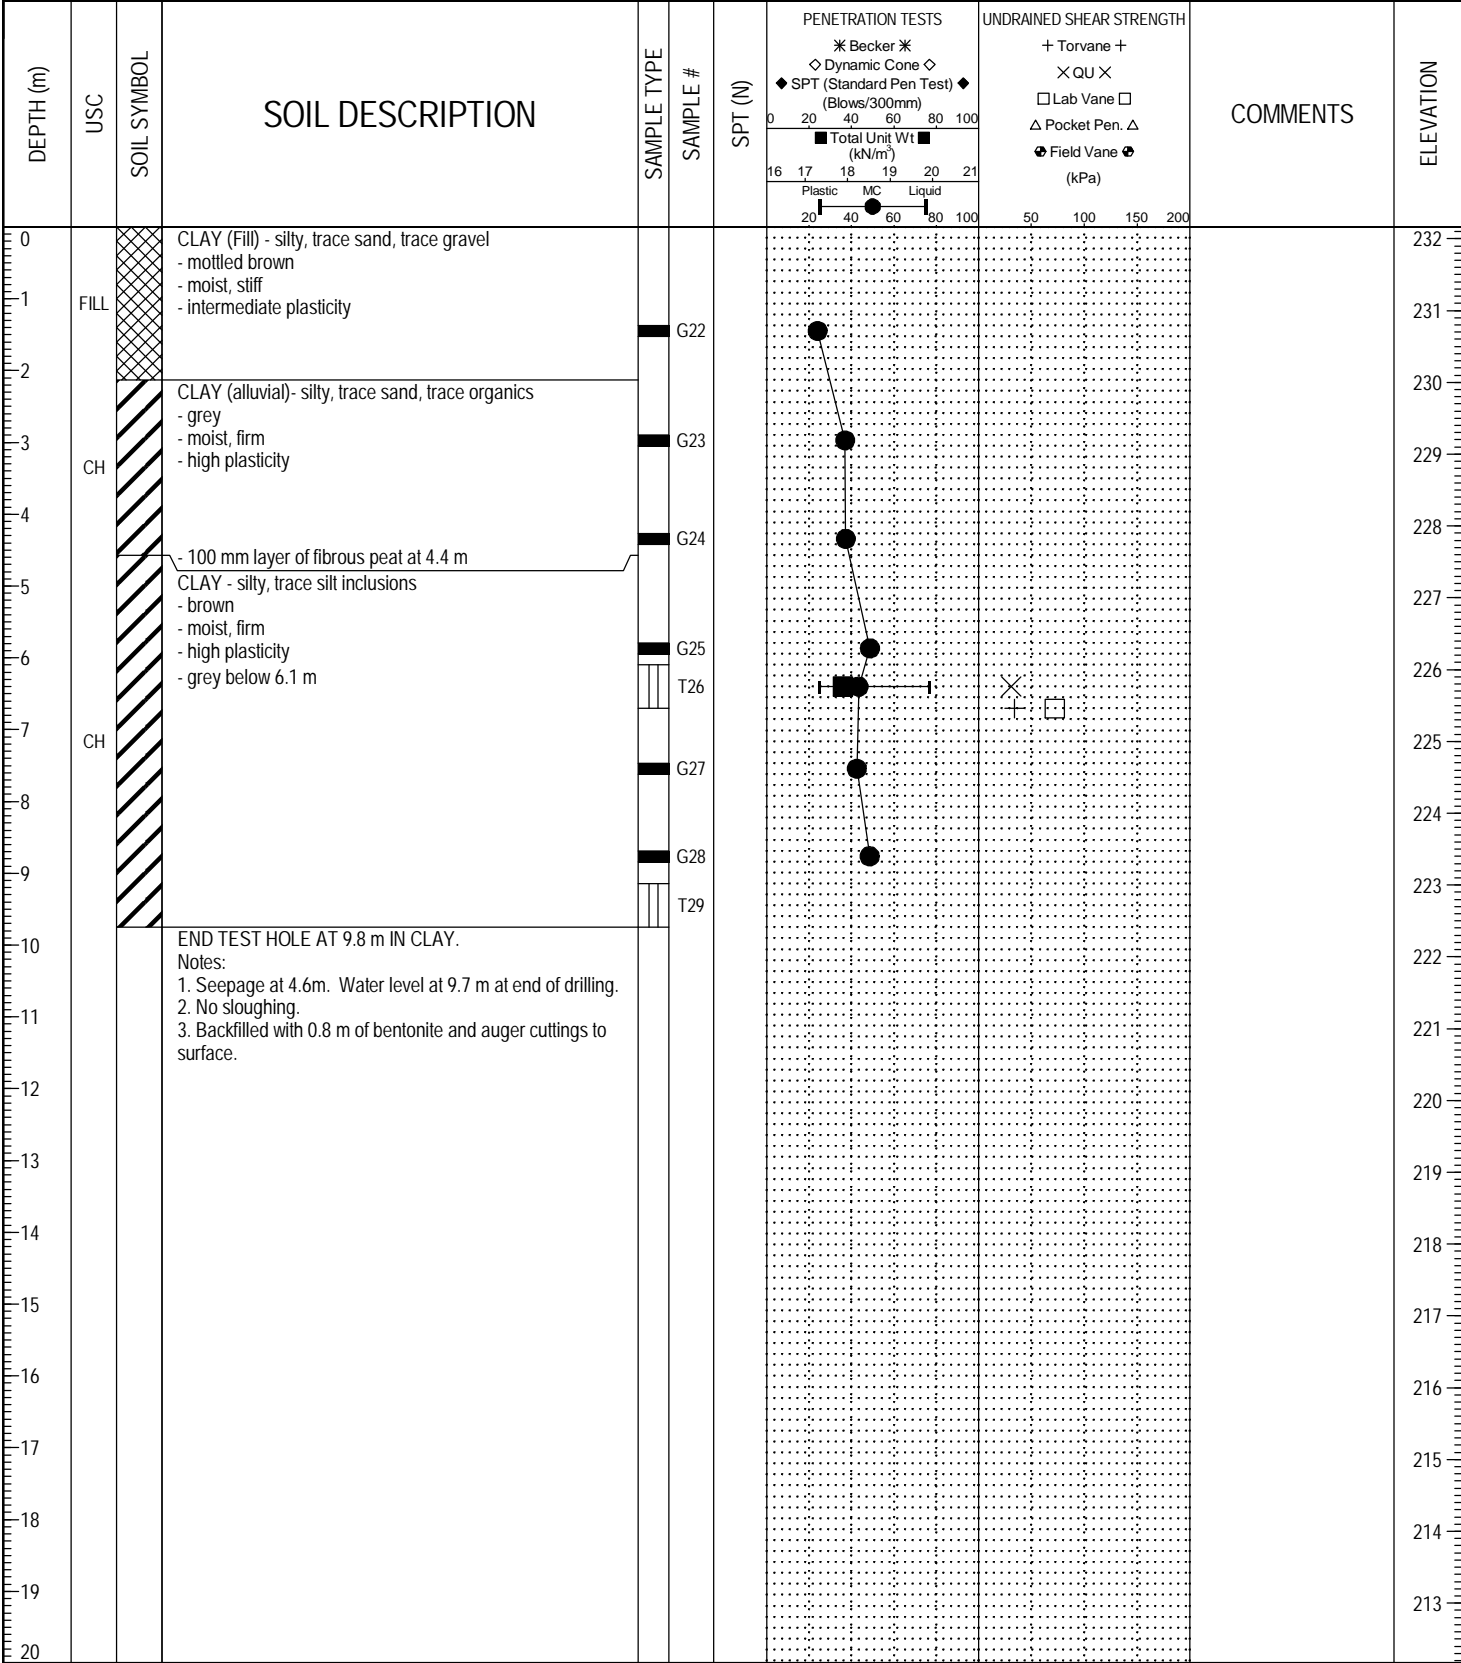 DEPTH (m)
USC
SOIL SYMBOL
SOIL DESCRIPTION
SAMPLE TYPE
SAMPLE #
SPT (N)
PENETRATION TESTS
✳ Becker ✳
◇ Dynamic Cone ◇
◆ SPT (Standard Pen Test) ◆
(Blows/300mm)
0 20 40 60 80 100
■ Total Unit Wt ■
(kN/m³)
16 17 18 19 20 21
Plastic MC Liquid
20 40 60 80 100
UNDRAINED SHEAR STRENGTH
+ Torvane +
× QU ×
□ Lab Vane □
△ Pocket Pen. △
Field Vane
(kPa)
50 100 150 200
COMMENTS
ELEVATION
0
1
2
3
4
5
6
7
8
9
10
11
12
13
14
15
16
17
18
19
20
FILL
CH
CH
CLAY (Fill) - silty, trace sand, trace gravel
- mottled brown
- moist, stiff
- intermediate plasticity
CLAY (alluvial)- silty, trace sand, trace organics
- grey
- moist, firm
- high plasticity
- 100 mm layer of fibrous peat at 4.4 m
CLAY - silty, trace silt inclusions
- brown
- moist, firm
- high plasticity
- grey below 6.1 m
END TEST HOLE AT 9.8 m IN CLAY.
Notes:
1. Seepage at 4.6m. Water level at 9.7 m at end of drilling.
2. No sloughing.
3. Backfilled with 0.8 m of bentonite and auger cuttings to
surface.
G22
G23
G24
G25
T26
G27
G28
T29
232
231
230
229
228
227
226
225
224
223
222
221
220
219
218
217
216
215
214
213